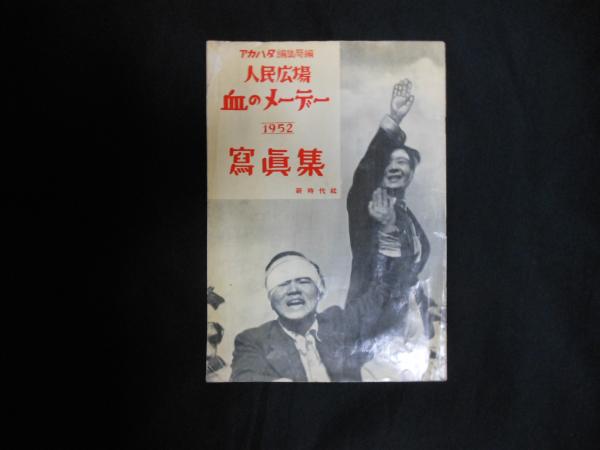 アカハタ編集局編
人民広場
血のメーデー
1952
寫眞集
新時代社